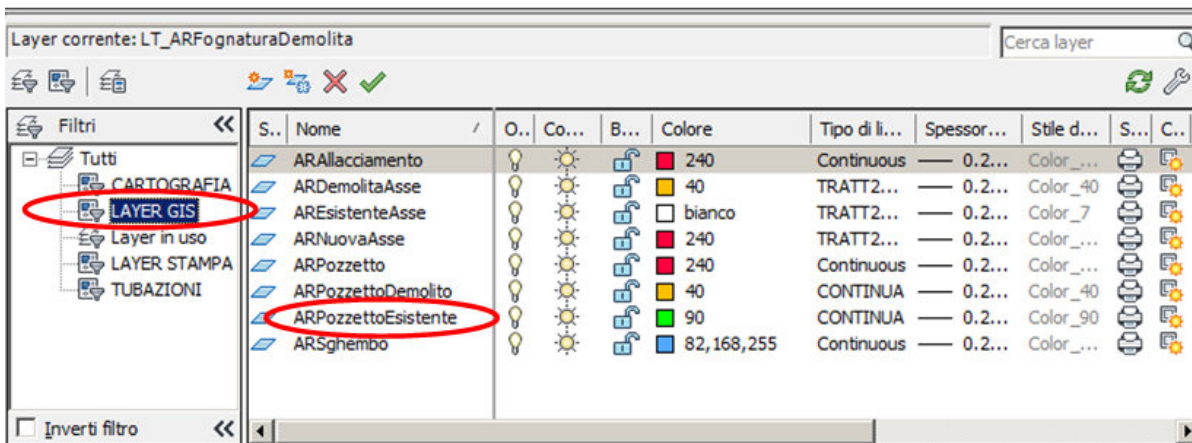 Layer corrente: LT_ARFognaturaDemolita
Cerca layer
Filtri
S.. Nome O.. Co... B... Colore Tipo di li... Spessor... Stile d... S... C..
Tutti
CARTOGRAFIA
LAYER GIS
Layer in uso
LAYER STAMPA
TUBAZIONI
ARAllacciamento 240 Continuous 0.2... Color_...
ARDemolitaAsse 40 TRATT2... 0.2... Color_40
AREsistenteAsse bianco TRATT2... 0.2... Color_7
ARNuovaAsse 240 TRATT2... 0.2... Color_...
ARPozzetto 240 Continuous 0.2... Color_...
ARPozzettoDemolito 40 CONTINUA 0.2... Color_40
ARPozzettoEsistente 90 CONTINUA 0.2... Color_90
ARSghembo 82,168,255 Continuous 0.2... Color_...
Inverti filtro